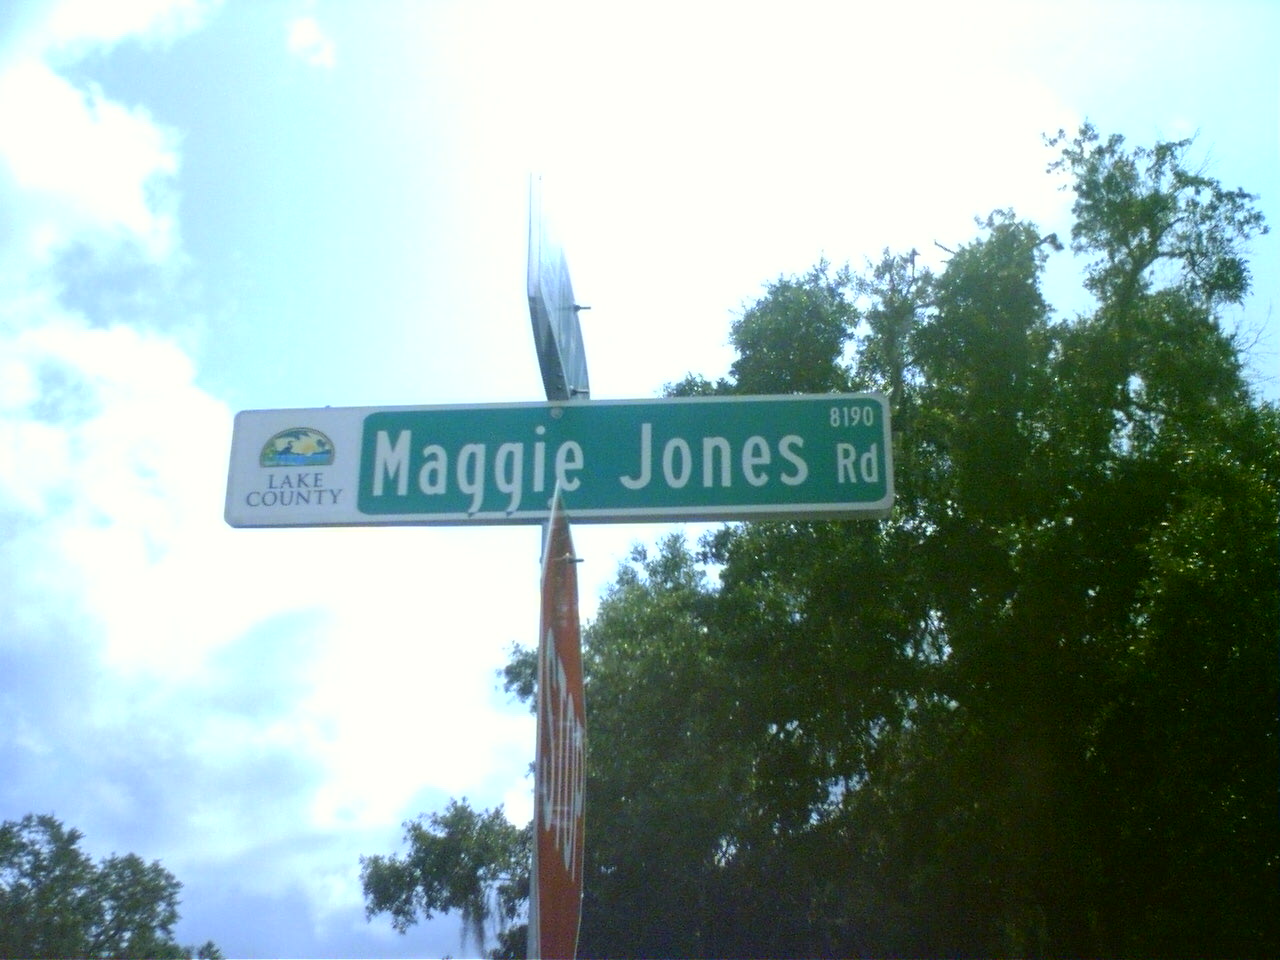 LAKE
COUNTY
Maggie Jones Rd
8190
STOP